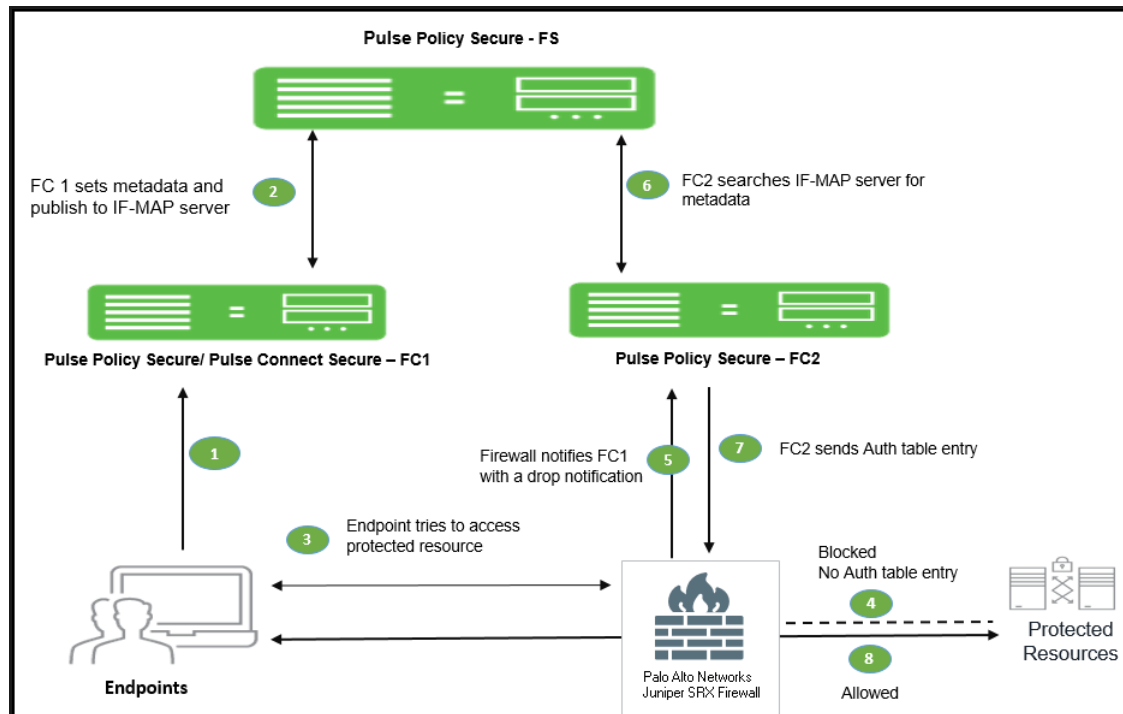 Pulse Policy Secure - FS
FC 1 sets metadata and
publish to IF-MAP server
2
6
FC2 searches IF-MAP server for
metadata
Pulse Policy Secure/ Pulse Connect Secure – FC1
Pulse Policy Secure – FC2
1
Firewall notifies FC1
with a drop notification
5
7
FC2 sends Auth table entry
3
Endpoint tries to access
protected resource
Blocked
No Auth table entry
4
8
Allowed
Protected
Resources
Endpoints
Palo Alto Networks
Juniper SRX Firewall